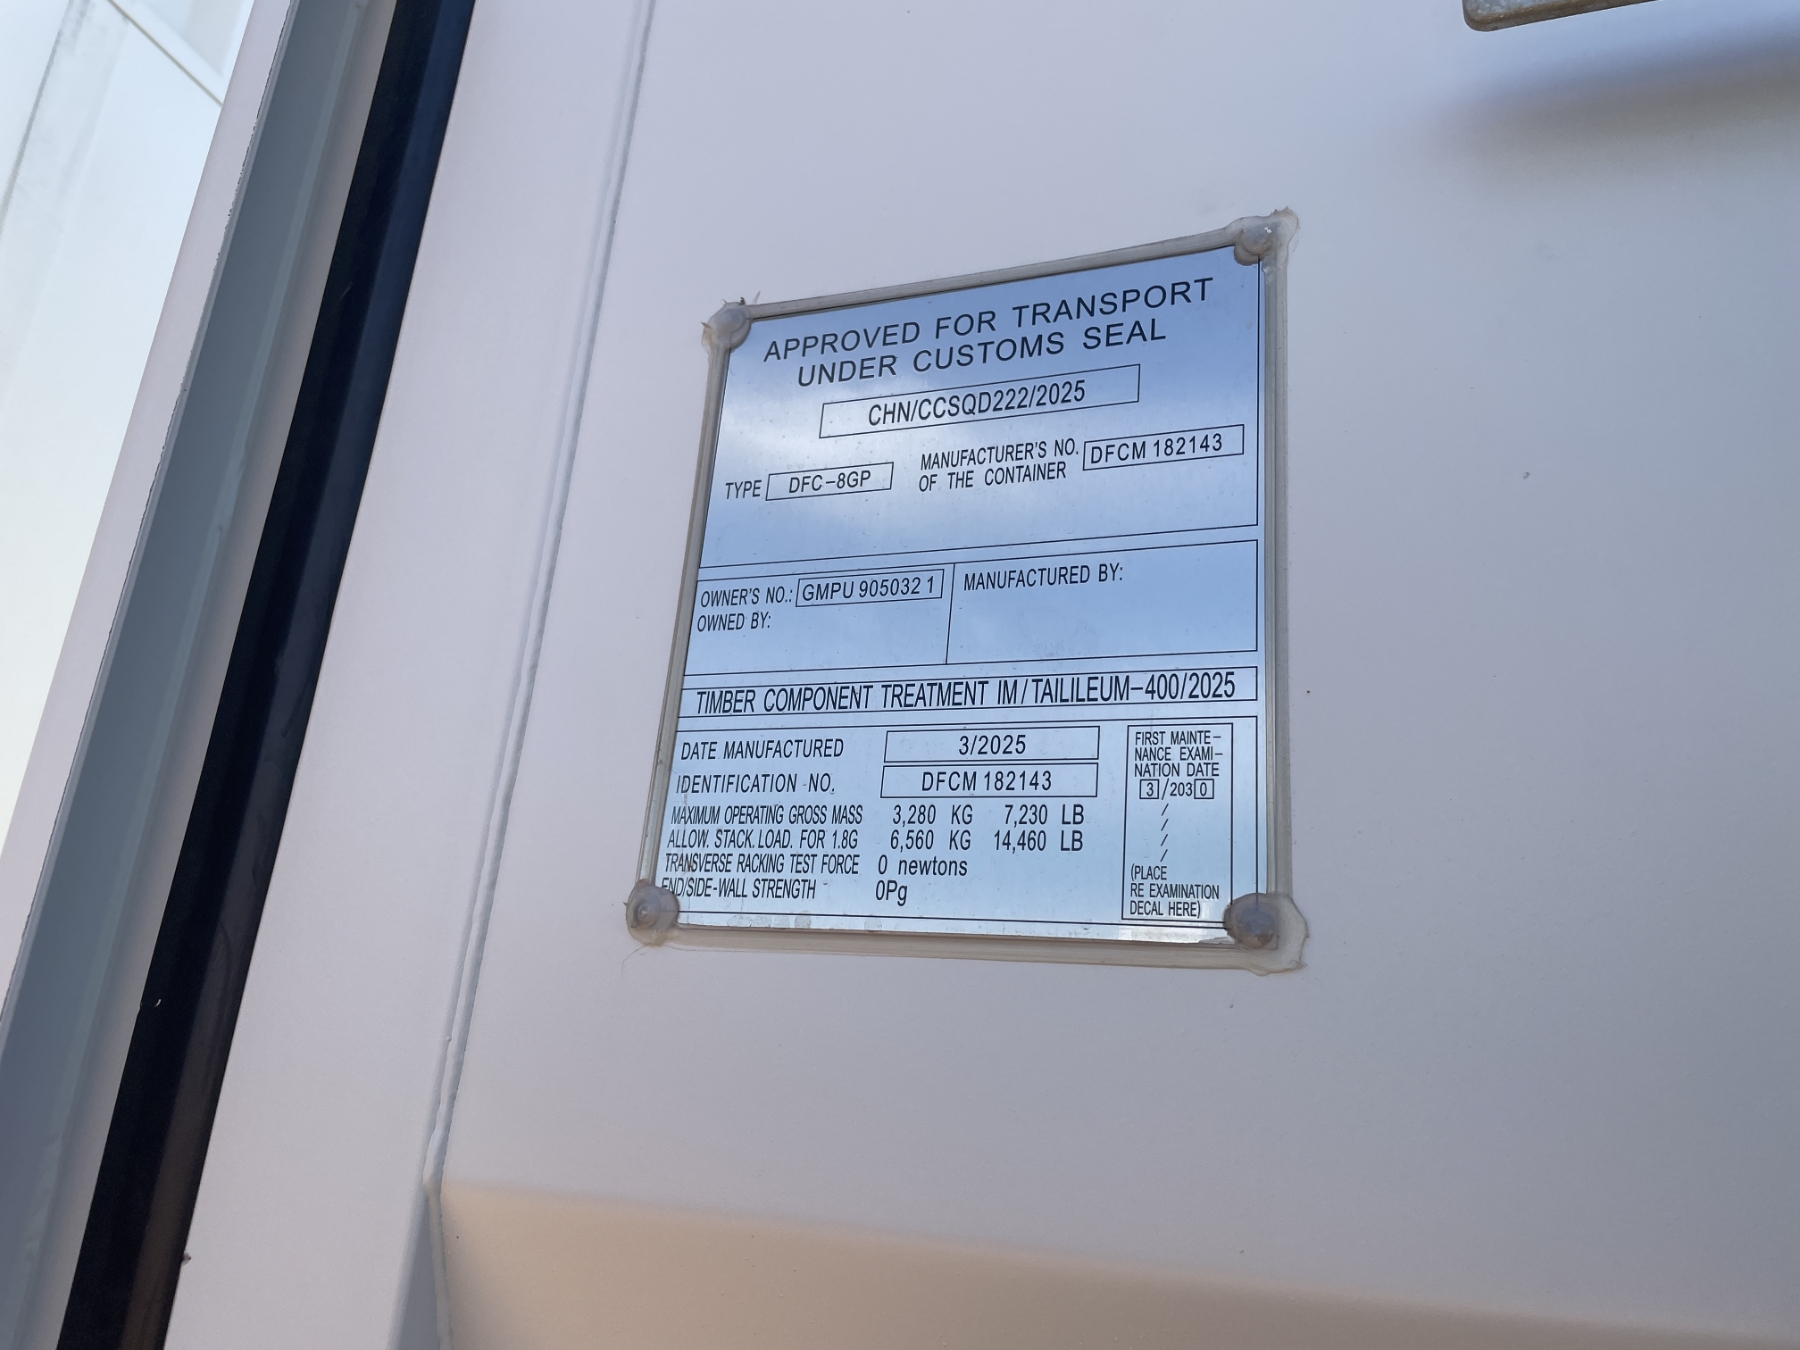 APPROVED FOR TRANSPORT
UNDER CUSTOMS SEAL
CHN/CCSQD222/2025
TYPE DFC-8GP MANUFACTURER'S NO. OF THE CONTAINER DFCM 182143
OWNER'S NO.: GMPU 905032 1
OWNED BY:
MANUFACTURED BY:
TIMBER COMPONENT TREATMENT IM/TAILILEUM-400/2025
DATE MANUFACTURED 3/2025
IDENTIFICATION NO. DFCM 182143
MAXIMUM OPERATING GROSS MASS 3,280 KG 7,230 LB
ALLOW. STACK. LOAD. FOR 1.8G 6,560 KG 14,460 LB
TRANSVERSE RACKING TEST FORCE 0 newtons
END/SIDE-WALL STRENGTH 0Pg
FIRST MAINTE-
NANCE EXAMI-
NATION DATE
3/2030
/
/
/
/
(PLACE
RE EXAMINATION
DECAL HERE)